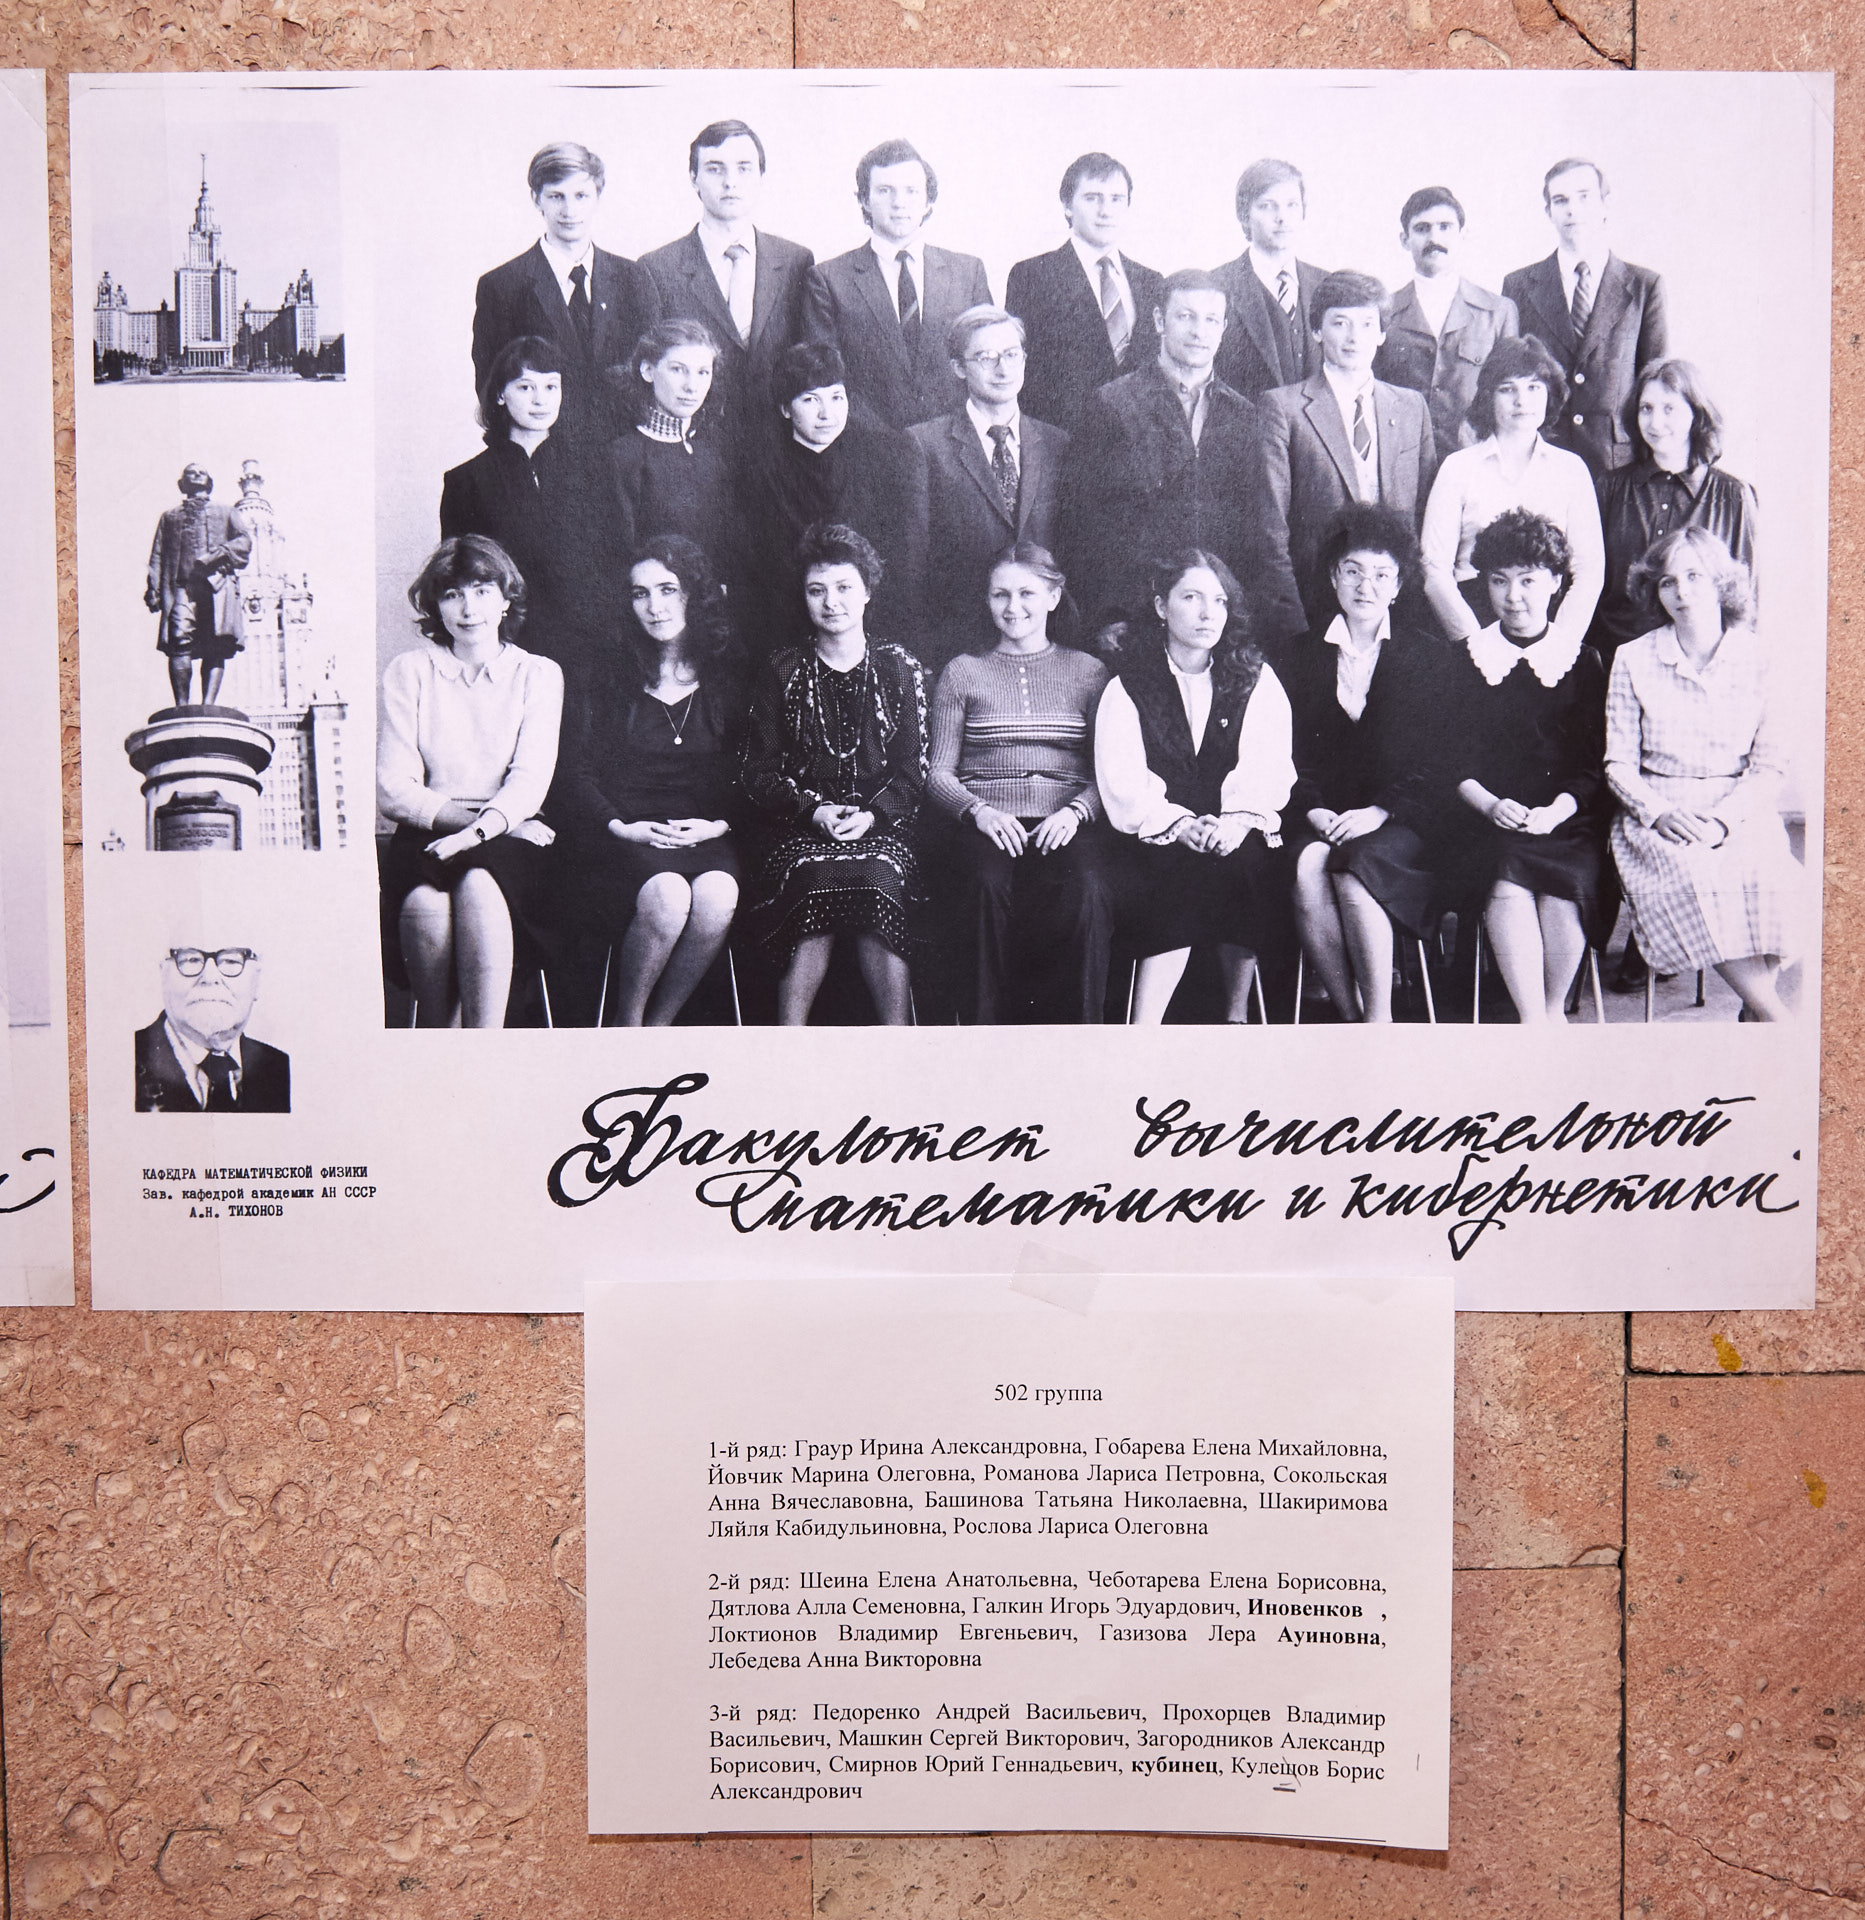 КАФЕДРА МАТЕМАТИЧЕСКОЙ ФИЗИКИ
Зав. кафедрой академик АН СССР
А.Н. ТИХОНОВ
Факультет вычислительной
математики и кибернетики.
502 группа
1-й ряд: Граур Ирина Александровна, Гобарева Елена Михайловна,
Йовчик Марина Олеговна, Романова Лариса Петровна, Сокольская
Анна Вячеславовна, Башинова Татьяна Николаевна, Шакиримова
Ляйля Кабидульиновна, Рослова Лариса Олеговна
2-й ряд: Шеина Елена Анатольевна, Чеботарева Елена Борисовна,
Дятлова Алла Семеновна, Галкин Игорь Эдуардович, Иновенков ,
Локтионов Владимир Евгеньевич, Газизова Лера Ауиновна,
Лебедева Анна Викторовна
3-й ряд: Педоренко Андрей Васильевич, Прохорцев Владимир
Васильевич, Машкин Сергей Викторович, Загородников Александр
Борисович, Смирнов Юрий Геннадьевич, кубинец, Кулещов Борис
Александрович